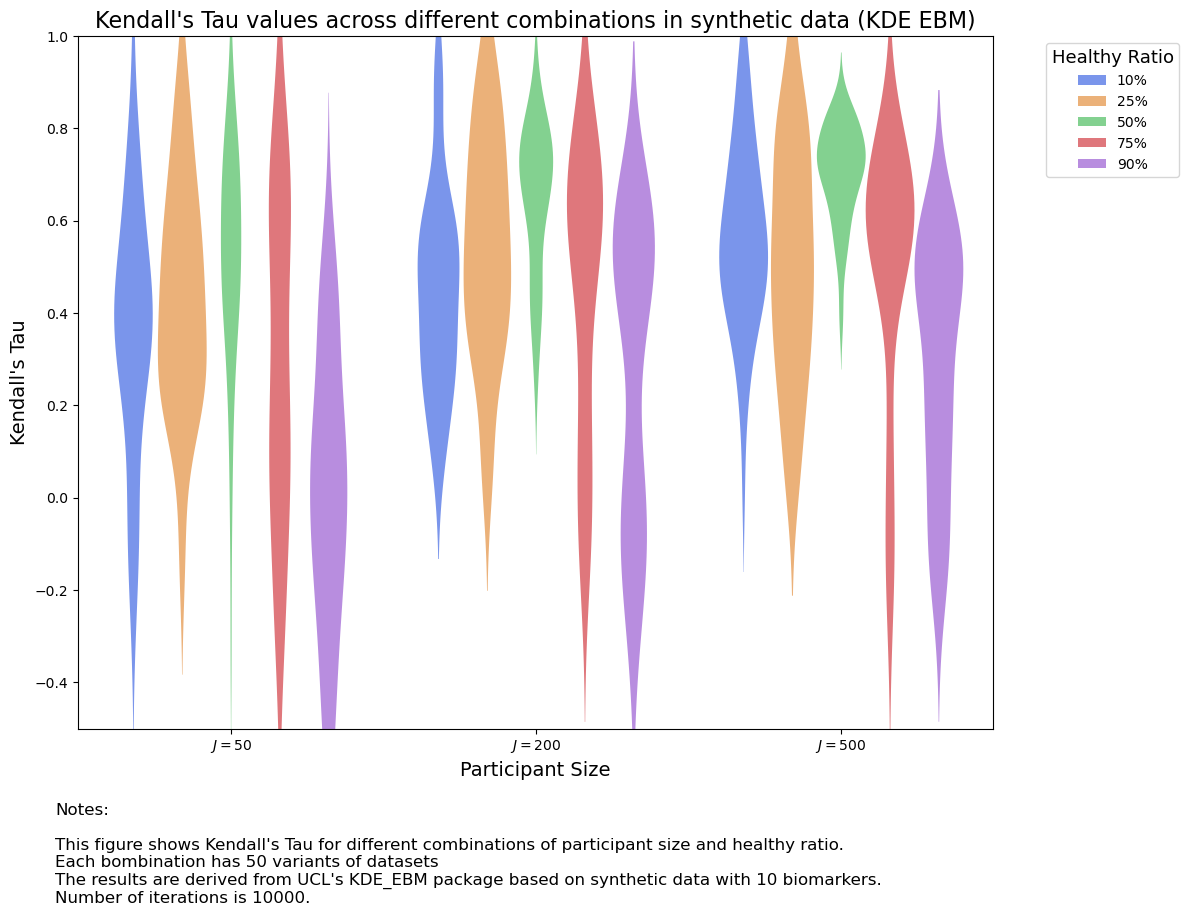 Kendall's Tau values across different combinations in synthetic data (KDE EBM)
Healthy Ratio
10%
25%
50%
75%
90%
1.0
0.8
0.6
0.4
0.2
0.0
−0.2
−0.4
Kendall's Tau
J = 50
J = 200
J = 500
Participant Size
Notes:
This figure shows Kendall's Tau for different combinations of participant size and healthy ratio.
Each bombination has 50 variants of datasets
The results are derived from UCL's KDE_EBM package based on synthetic data with 10 biomarkers.
Number of iterations is 10000.